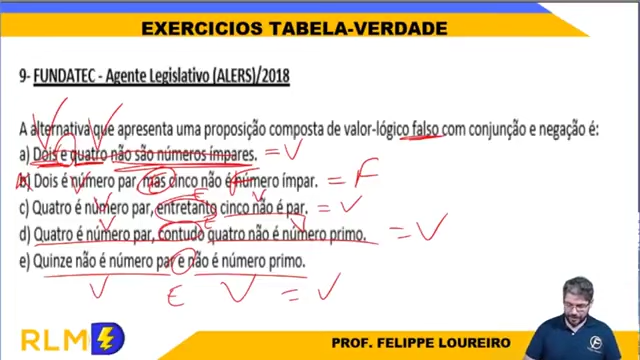 EXERCICIOS TABELA-VERDADE
9- FUNDATEC - Agente Legislativo (ALERS)/2018
A alternativa que apresenta uma proposição composta de valor-lógico falso com conjunção e negação é:
V V
a) Dois e quatro não são números ímpares. = V
b) Dois é número par, mas cinco não é número ímpar. = F
V E F
c) Quatro é número par, entretanto cinco não é par. = V
V E V
d) Quatro é número par, contudo quatro não é número primo. = V
V E V
e) Quinze não é número par e não é número primo.
V E V = V
RLM D
PROF. FELIPPE LOUREIRO